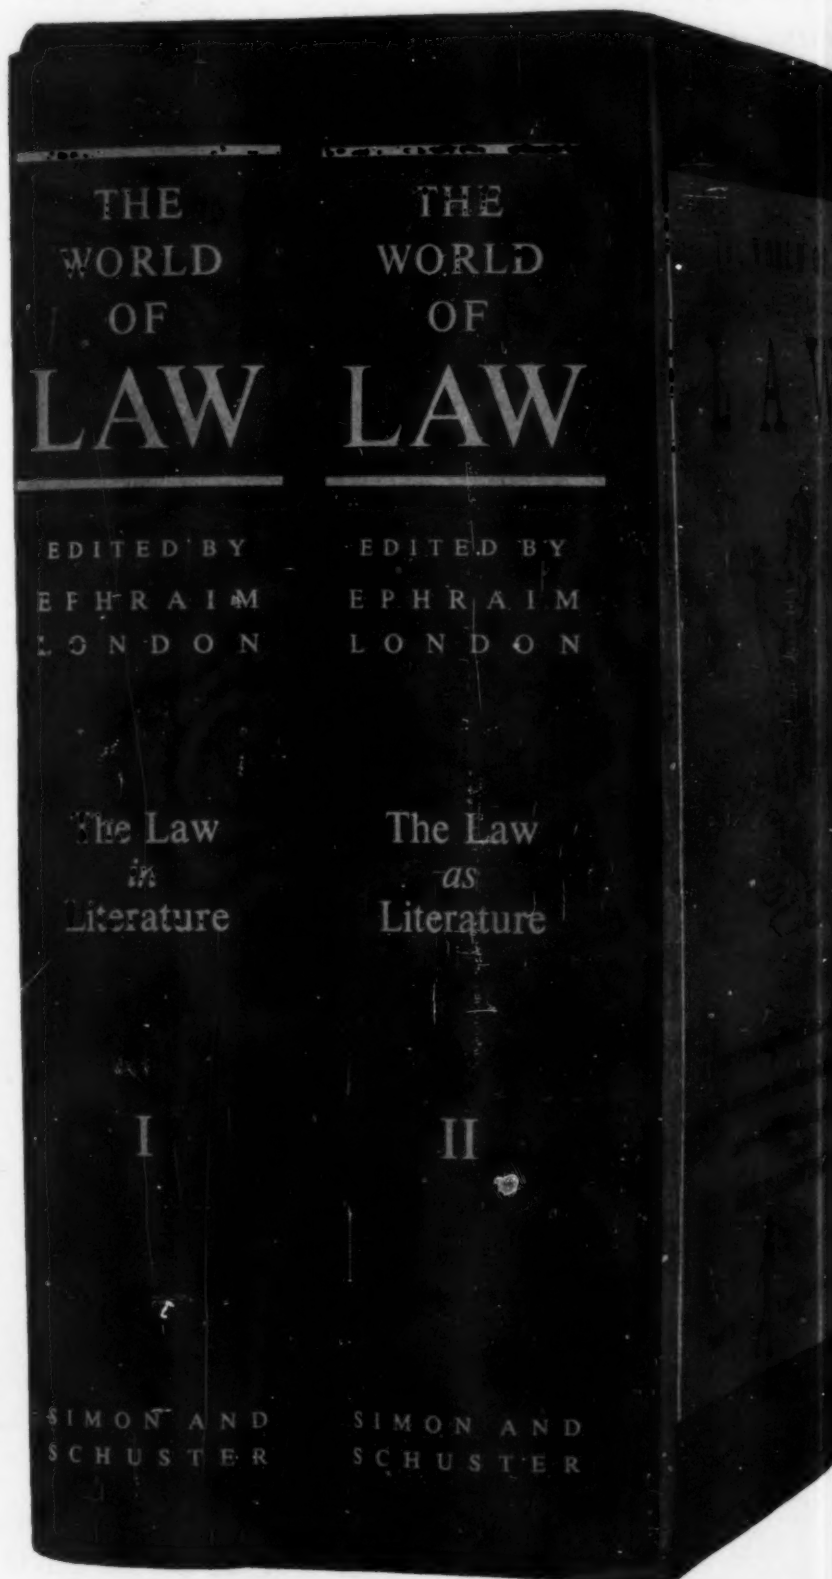 THE
WORLD
OF
LAW
EDITED BY
EPHRAIM
LONDON
The Law
in
Literature
I
SIMON AND
SCHUSTER
THE
WORLD
OF
LAW
EDITED BY
EPHRAIM
LONDON
The Law
as
Literature
II
SIMON AND
SCHUSTER